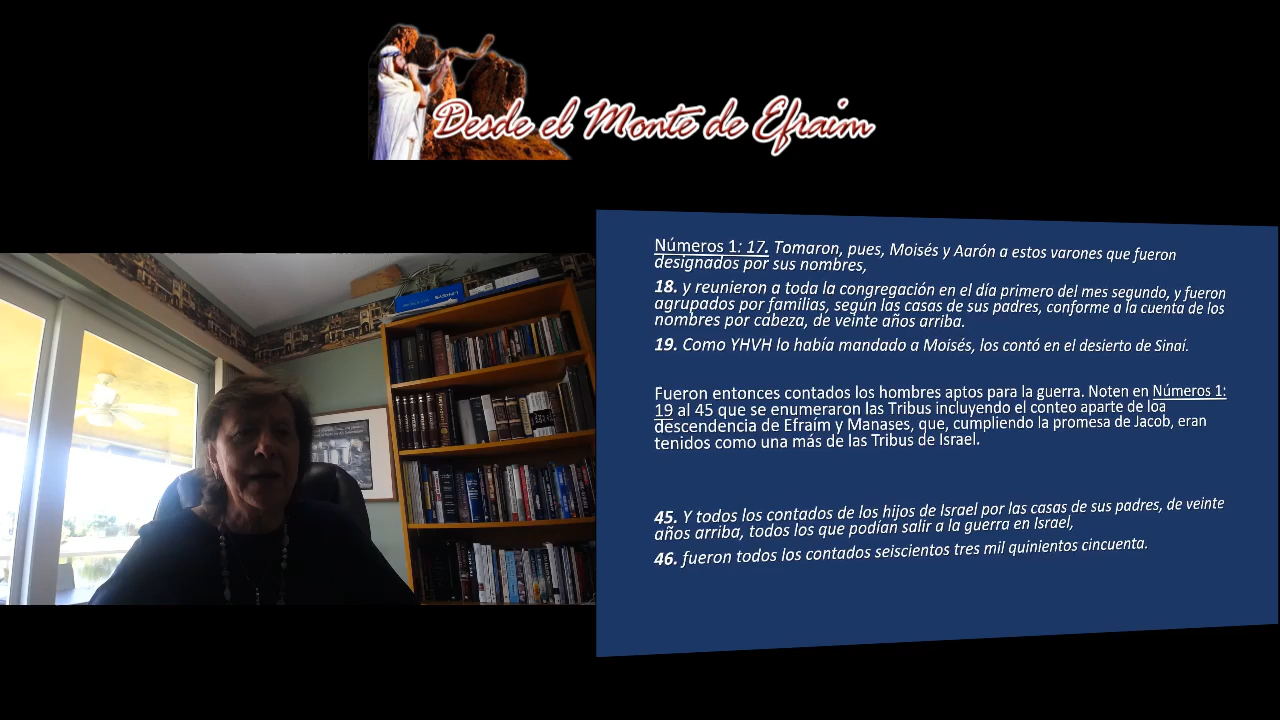 Desde el Monte de Efraim
Números 1: 17. Tomaron, pues, Moisés y Aarón a estos varones que fueron
designados por sus nombres,
18. y reunieron a toda la congregación en el día primero del mes segundo, y fueron
agrupados por familias, según las casas de sus padres, conforme a la cuenta de los
nombres por cabeza, de veinte años arriba.
19. Como YHVH lo había mandado a Moisés, los contó en el desierto de Sinaí.
Fueron entonces contados los hombres aptos para la guerra. Noten en Números 1:
19 al 45 que se enumeraron las Tribus incluyendo el conteo aparte de loa
descendencia de Efraím y Manases, que, cumpliendo la promesa de Jacob, eran
tenidos como una más de las Tribus de Israel.
45. Y todos los contados de los hijos de Israel por las casas de sus padres, de veinte
años arriba, todos los que podían salir a la guerra en Israel,
46. fueron todos los contados seiscientos tres mil quinientos cincuenta.